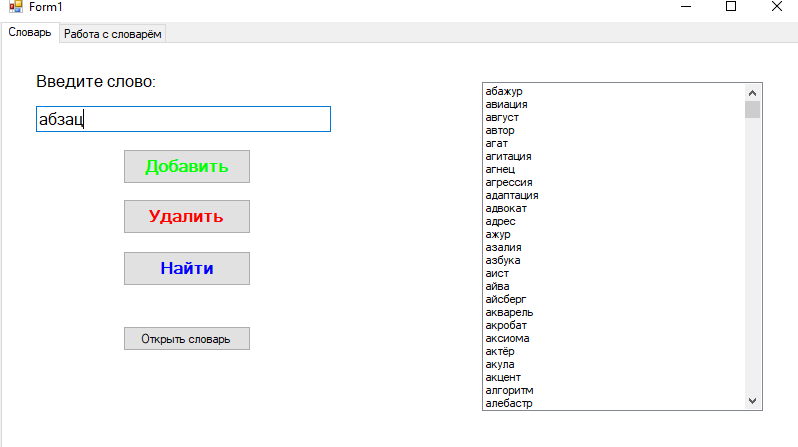 Form1
Словарь
Работа с словарём
Введите слово:
абзац
Добавить
Удалить
Найти
Открыть словарь
абажур
авиация
август
автор
агат
агитация
агнец
агрессия
адаптация
адвокат
адрес
ажур
азалия
азбука
аист
айва
айсберг
акварель
акробат
аксиома
актёр
акула
акцент
алгоритм
алебастр